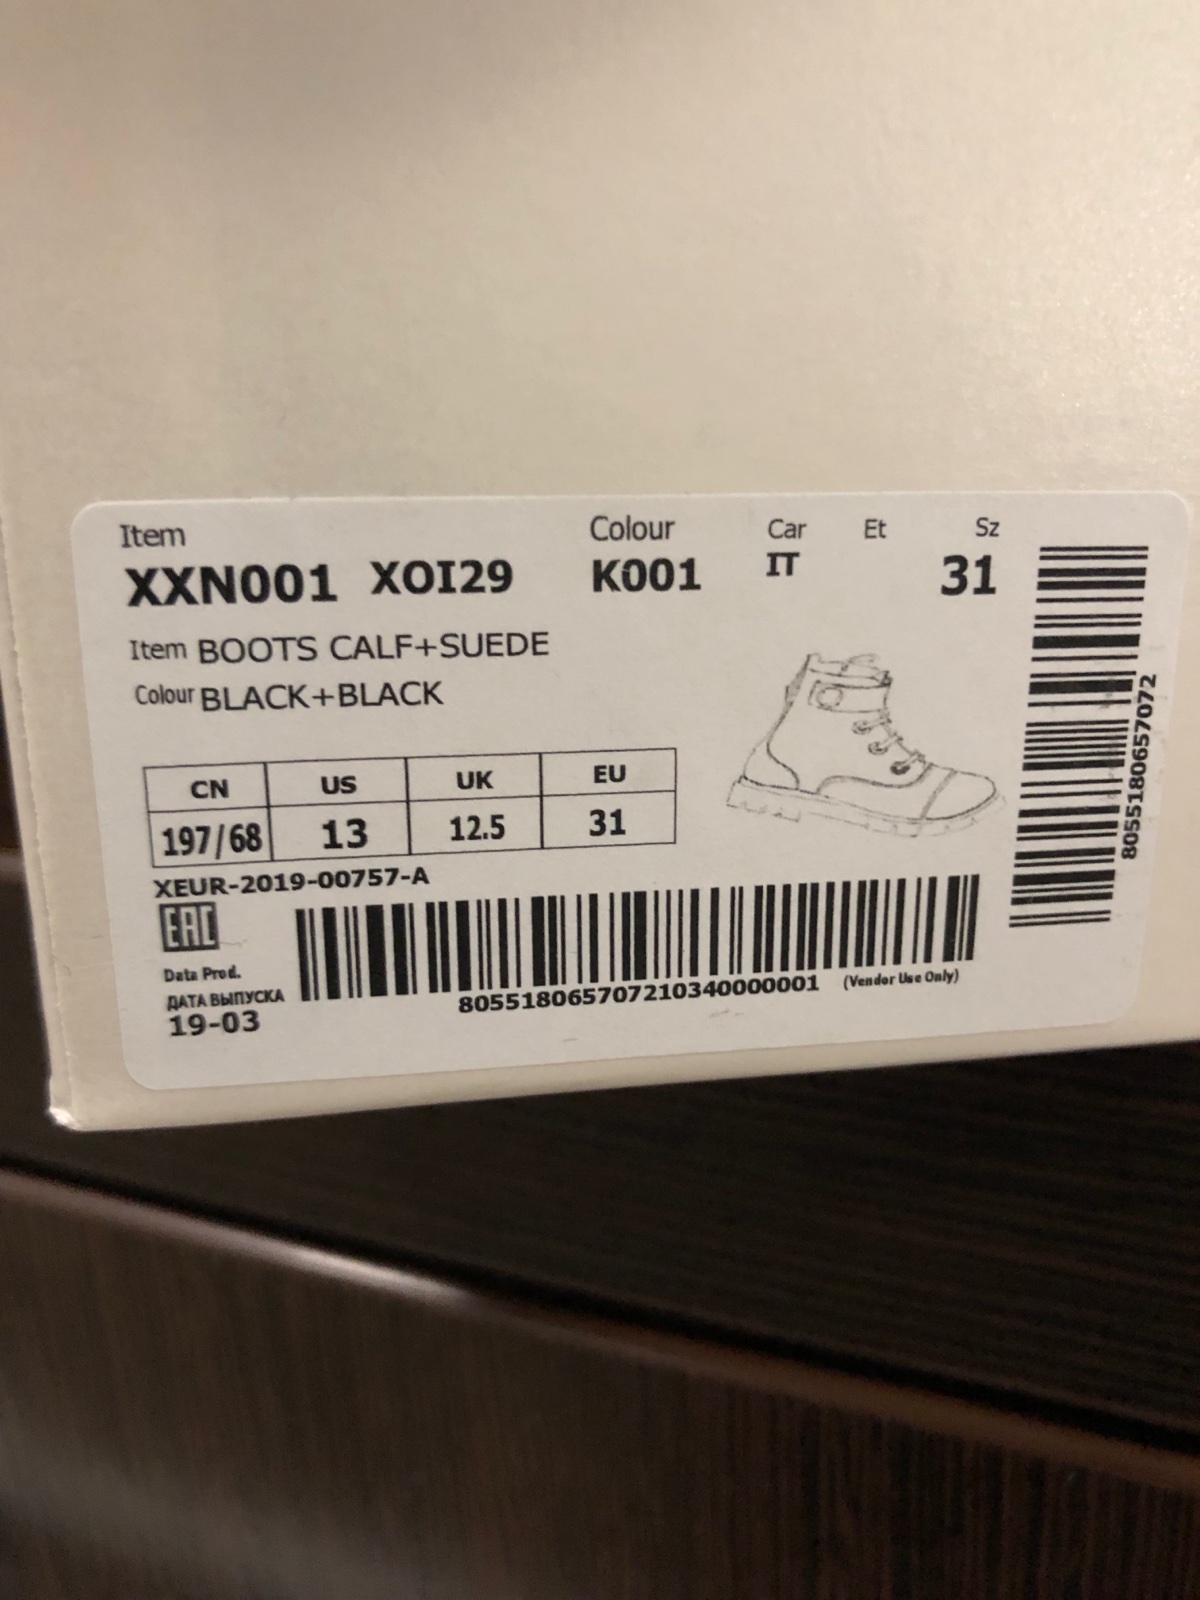 Item Colour Car Et Sz
XXN001 XOI29 K001 IT 31
Item BOOTS CALF+SUEDE
Colour BLACK+BLACK
CN US UK EU
197/68 13 12.5 31
XEUR-2019-00757-A
EAC
Data Prod.
ДАТА ВЫПУСКА
19-03
805518065707210340000001 (Vendor Use Only)
8055180657072